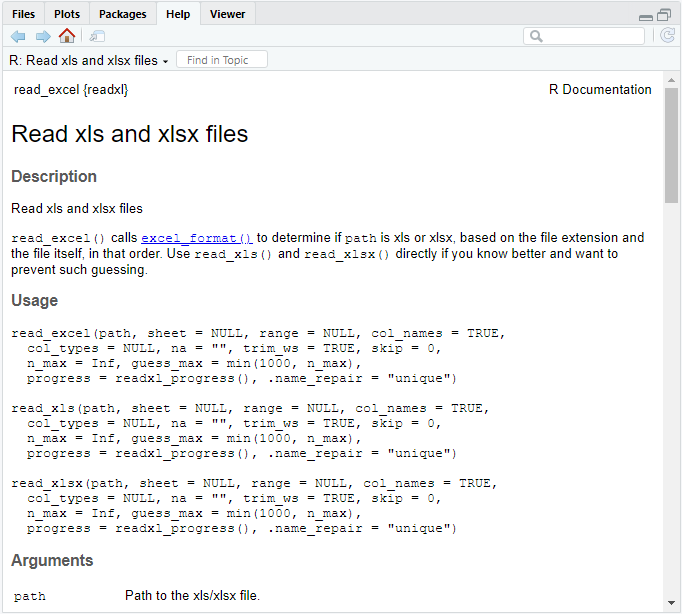 Files Plots Packages Help Viewer
R: Read xls and xlsx files Find in Topic
read_excel {readxl} R Documentation
Read xls and xlsx files
Description
Read xls and xlsx files
read_excel() calls excel_format() to determine if path is xls or xlsx, based on the file extension and
the file itself, in that order. Use read_xls() and read_xlsx() directly if you know better and want to
prevent such guessing.
Usage
read_excel(path, sheet = NULL, range = NULL, col_names = TRUE,
  col_types = NULL, na = "", trim_ws = TRUE, skip = 0,
  n_max = Inf, guess_max = min(1000, n_max),
  progress = readxl_progress(), .name_repair = "unique")
read_xls(path, sheet = NULL, range = NULL, col_names = TRUE,
  col_types = NULL, na = "", trim_ws = TRUE, skip = 0,
  n_max = Inf, guess_max = min(1000, n_max),
  progress = readxl_progress(), .name_repair = "unique")
read_xlsx(path, sheet = NULL, range = NULL, col_names = TRUE,
  col_types = NULL, na = "", trim_ws = TRUE, skip = 0,
  n_max = Inf, guess_max = min(1000, n_max),
  progress = readxl_progress(), .name_repair = "unique")
Arguments
path Path to the xls/xlsx file.